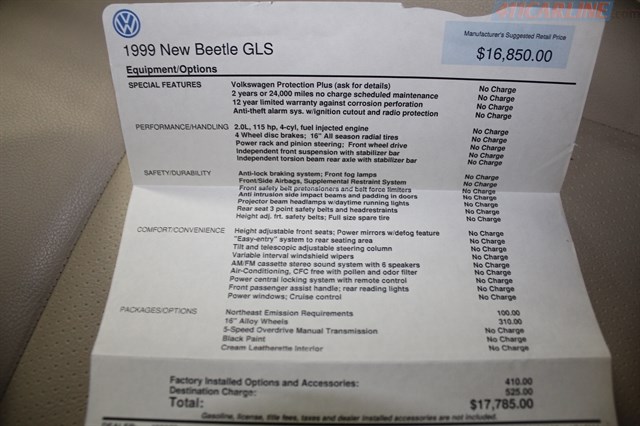 1999 New Beetle GLS
Manufacturer's Suggested Retail Price
$16,850.00
Equipment/Options
SPECIAL FEATURES Volkswagen Protection Plus (ask for details) No Charge
2 years or 24,000 miles no charge scheduled maintenance No Charge
12 year limited warranty against corrosion perforation No Charge
Anti-theft alarm sys. w/ignition cutout and radio protection No Charge
PERFORMANCE/HANDLING 2.0L, 115 hp, 4-cyl, fuel injected engine No Charge
4 Wheel disc brakes; 16" All season radial tires No Charge
Power rack and pinion steering; Front wheel drive No Charge
Independent front suspension with stabilizer bar No Charge
Independent torsion beam rear axle with stabilizer bar No Charge
SAFETY/DURABILITY Anti-lock braking system; Front fog lamps No Charge
Front/Side Airbags, Supplemental Restraint System No Charge
Front safety belt pretensioners and belt force limiters No Charge
Anti intrusion side impact beams and padding in doors No Charge
Projector beam headlamps w/daytime running lights No Charge
Rear seat 3 point safety belts and headrestraints No Charge
Height adj. frt. safety belts; Full size spare tire No Charge
COMFORT/CONVENIENCE Height adjustable front seats; Power mirrors w/defog feature No Charge
"Easy-entry" system to rear seating area No Charge
Tilt and telescopic adjustable steering column No Charge
Variable interval windshield wipers No Charge
AM/FM cassette stereo sound system with 6 speakers No Charge
Air-Conditioning, CFC free with pollen and odor filter No Charge
Power central locking system with remote control No Charge
Front passenger assist handle; rear reading lights No Charge
Power windows; Cruise control No Charge
PACKAGES/OPTIONS Northeast Emission Requirements 100.00
16" Alloy Wheels 310.00
5-Speed Overdrive Manual Transmission No Charge
Black Paint No Charge
Cream Leatherette Interior No Charge
Factory Installed Options and Accessories: 410.00
Destination Charge: 525.00
Total: $17,785.00
Gasoline, license, title fees, taxes and dealer installed accessories are not included.